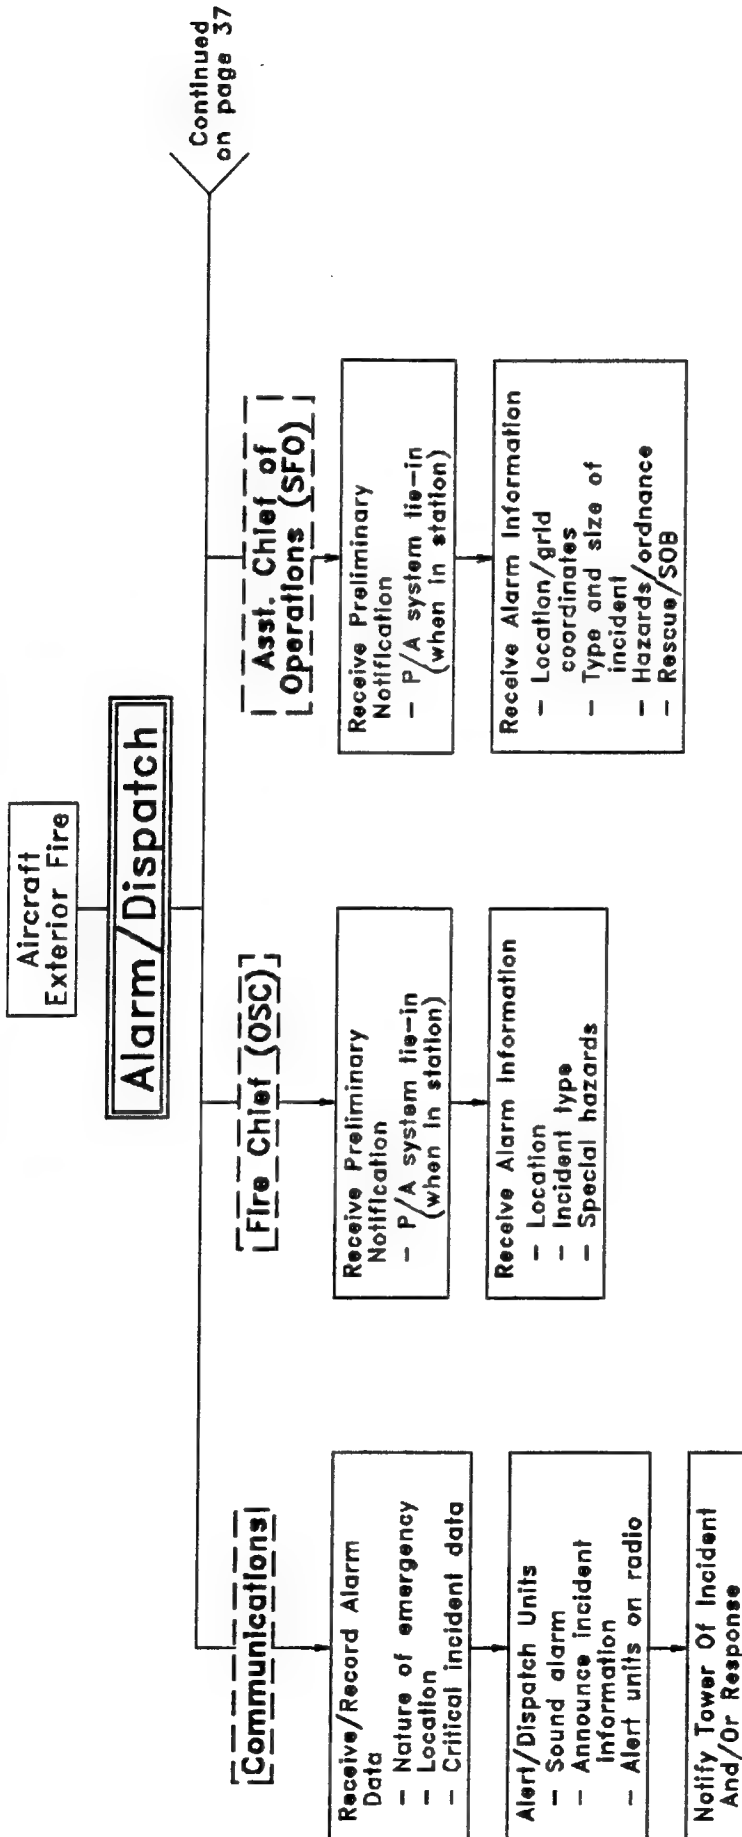 Aircraft
Exterior Fire
Alarm/Dispatch
Continued
on page 37
Communications
Receive/Record Alarm
Data
- Nature of emergency
- Location
- Critical incident data
Alert/Dispatch Units
- Sound alarm
- Announce incident
information
- Alert units on radio
Notify Tower Of Incident
And/Or Response
Fire Chief (OSC)
Receive Preliminary
Notification
- P/A system tie-in
(when in station)
Receive Alarm Information
- Location
- Incident type
- Special hazards
Asst. Chief of
Operations (SFO)
Receive Preliminary
Notification
- P/A system tie-in
(when in station)
Receive Alarm Information
- Location/grid
coordinates
- Type and size of
incident
- Hazards/ordnance
- Rescue/SOB